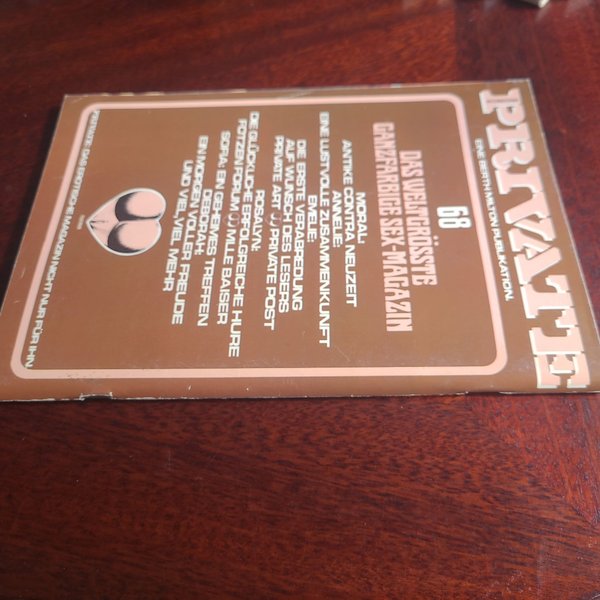 PRIVATE
EINE BERTH MILTON PUBLIKATION.
68
DAS WELTGRÖSSTE
GANZFARBIGE SEX-MAGAZIN
MORAL:
ANTIKE CONTRA NEUZEIT
ANNELIE:
EINE LUSTVOLLE ZUSAMMENKUNFT
EMELIE:
DIE ERSTE VERABREDUNG
AUF WUNSCH DES LESERS
PRIVATE ART PRIVATE POST
ROSALYN:
DIE GLÜCKLICHE ERFOLGREICHE HURE
FOTZEN FORUM MILLE BAISER
SOFIA: EIN GEHEIMES TREFFEN
DEBORAH:
EIN MORGEN VOLLER FREUDE
UND VIEL, VIEL MEHR
PRIVATE: DAS EROTISCHE MAGAZIN NICHT NUR FÜR IHN.